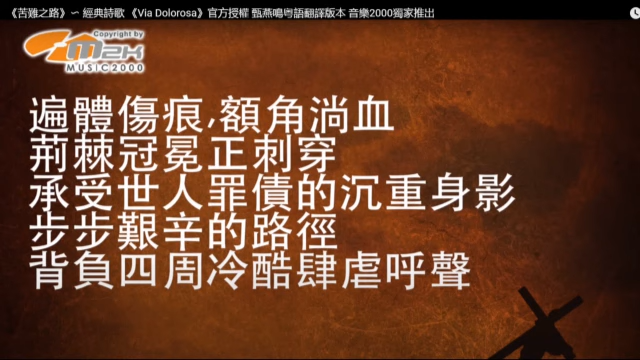 《苦難之路》∽ 經典詩歌 《Via Dolorosa》官方授權 甄燕鳴粵語翻譯版本 音樂2000獨家推出
Copyright by
M2K
MUSIC2000
遍體傷痕,額角淌血
荊棘冠冕正刺穿
承受世人罪債的沉重身影
步步艱辛的路徑
背負四周冷酷肆虐呼聲